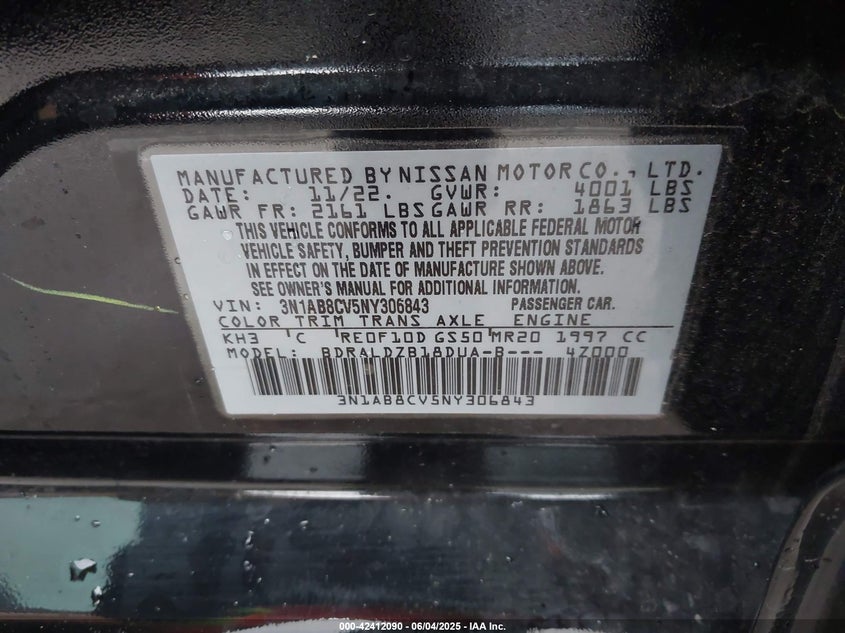 MANUFACTURED BY NISSAN MOTOR CO., LTD.
DATE: 11/22. GVWR: 4001 LBS
GAWR FR: 2161 LBS GAWR RR: 1863 LBS
THIS VEHICLE CONFORMS TO ALL APPLICABLE FEDERAL MOTOR
VEHICLE SAFETY, BUMPER AND THEFT PREVENTION STANDARDS
IN EFFECT ON THE DATE OF MANUFACTURE SHOWN ABOVE.
SEE OWNER'S MANUAL FOR ADDITIONAL INFORMATION.
VIN: 3N1AB8CV5NY306843 PASSENGER CAR.
COLOR TRIM TRANS AXLE ENGINE
KH3 C RE0F10D GS50 MR20 1997 CC
MODEL: BDRALDZB18DUA-B--- 4Z000
3N1AB8CV5NY306843
000-42412090 - 06/04/2025 - IAA Inc.